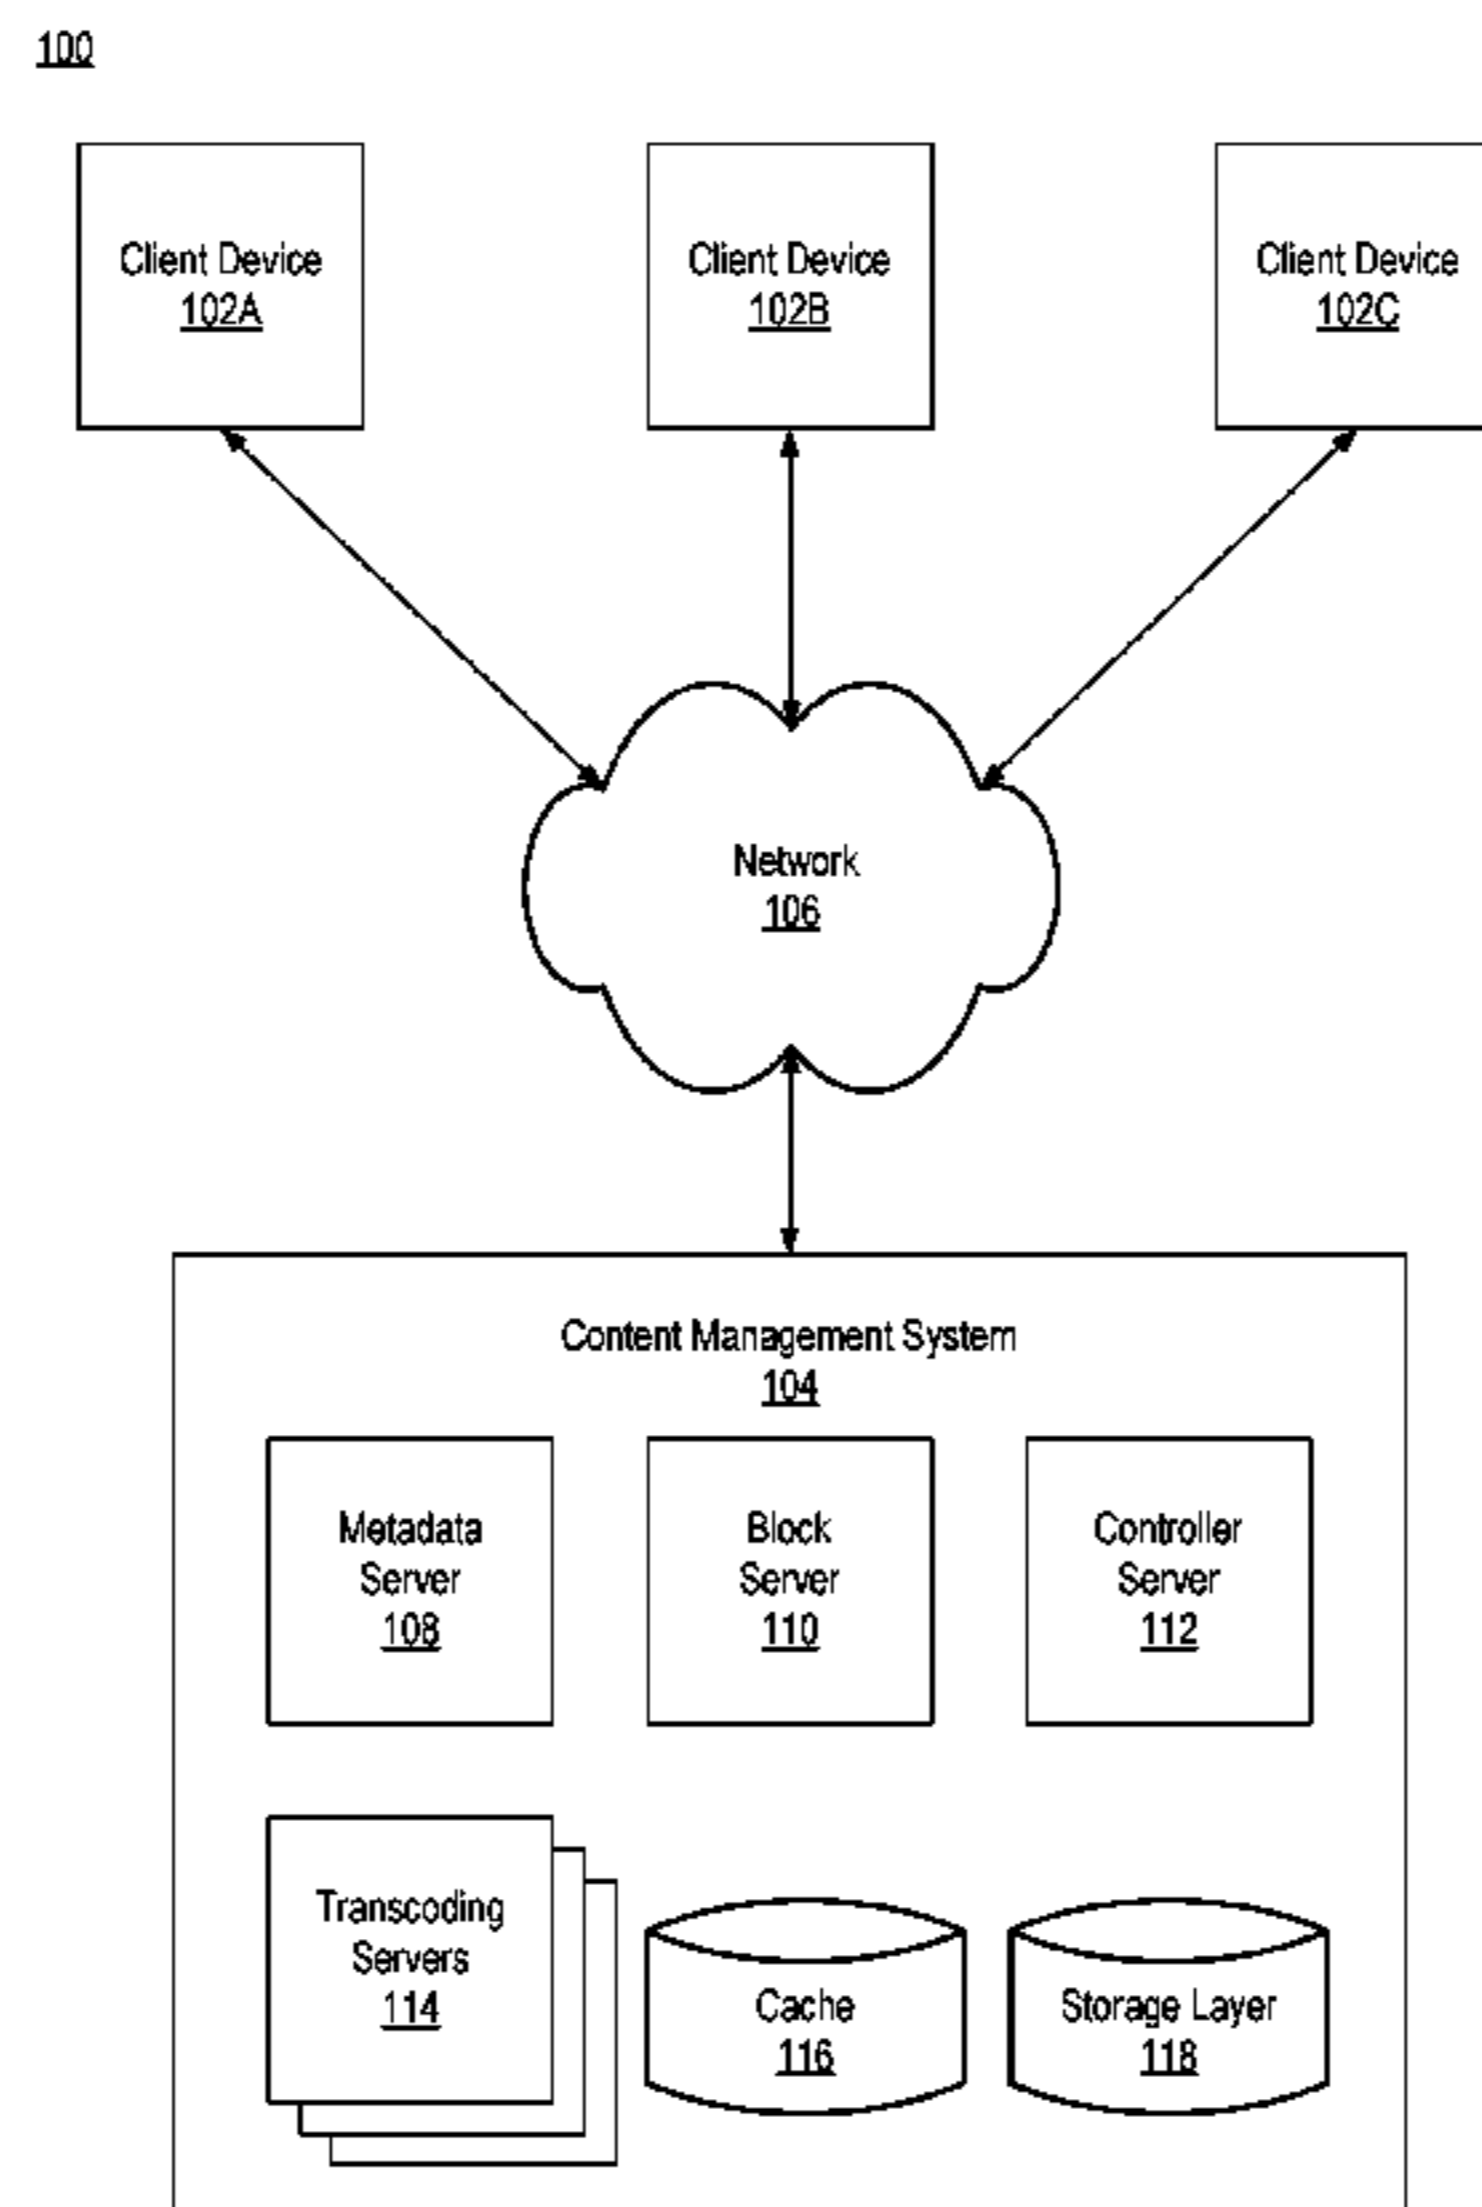 100
Client Device
102A
Client Device
102B
Client Device
102C
Network
106
Content Management System
104
Metadata
Server
108
Block
Server
110
Controller
Server
112
Transcoding
Servers
114
Cache
116
Storage Layer
118